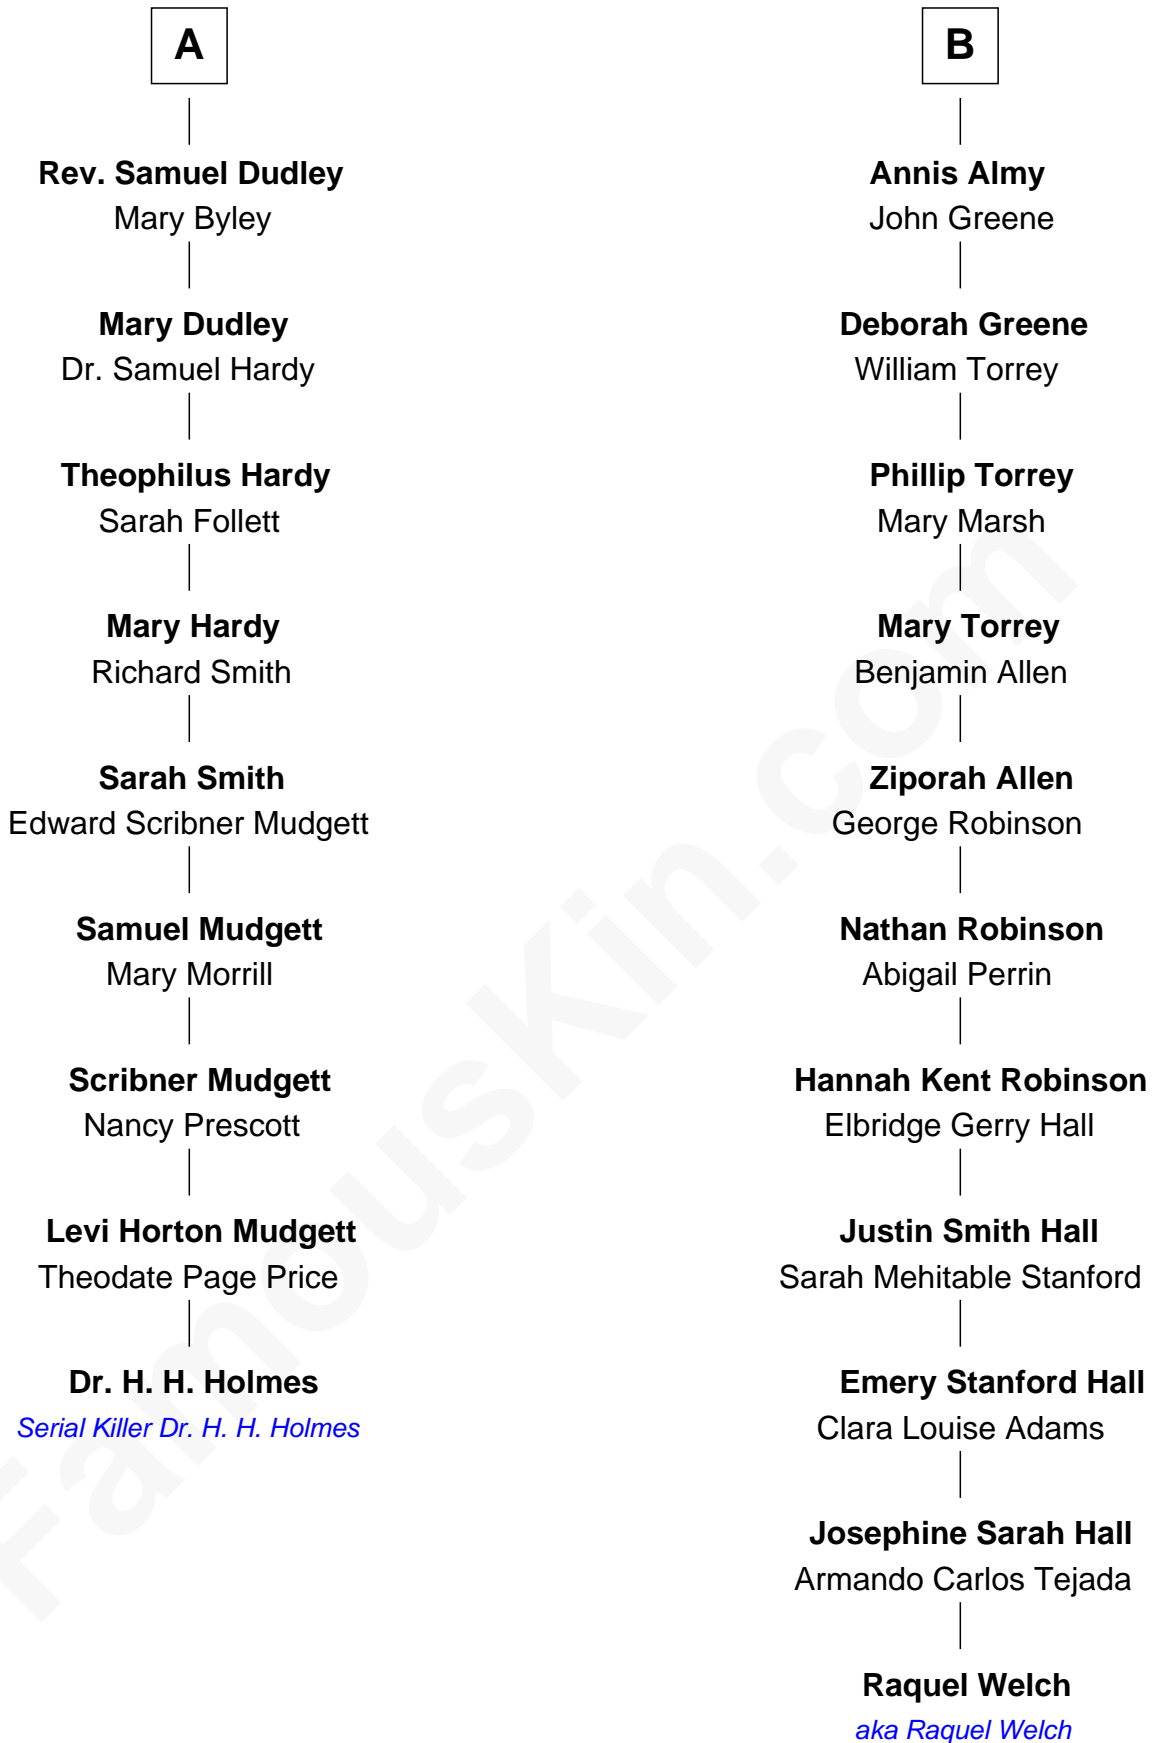 A
Rev. Samuel Dudley
Mary Byley
Mary Dudley
Dr. Samuel Hardy
Theophilus Hardy
Sarah Follett
Mary Hardy
Richard Smith
Sarah Smith
Edward Scribner Mudgett
Samuel Mudgett
Mary Morrill
Scribner Mudgett
Nancy Prescott
Levi Horton Mudgett
Theodate Page Price
Dr. H. H. Holmes
Serial Killer Dr. H. H. Holmes
B
Annis Almy
John Greene
Deborah Greene
William Torrey
Phillip Torrey
Mary Marsh
Mary Torrey
Benjamin Allen
Ziporah Allen
George Robinson
Nathan Robinson
Abigail Perrin
Hannah Kent Robinson
Elbridge Gerry Hall
Justin Smith Hall
Sarah Mehitable Stanford
Emery Stanford Hall
Clara Louise Adams
Josephine Sarah Hall
Armando Carlos Tejada
Raquel Welch
aka Raquel Welch
FamousKin.com